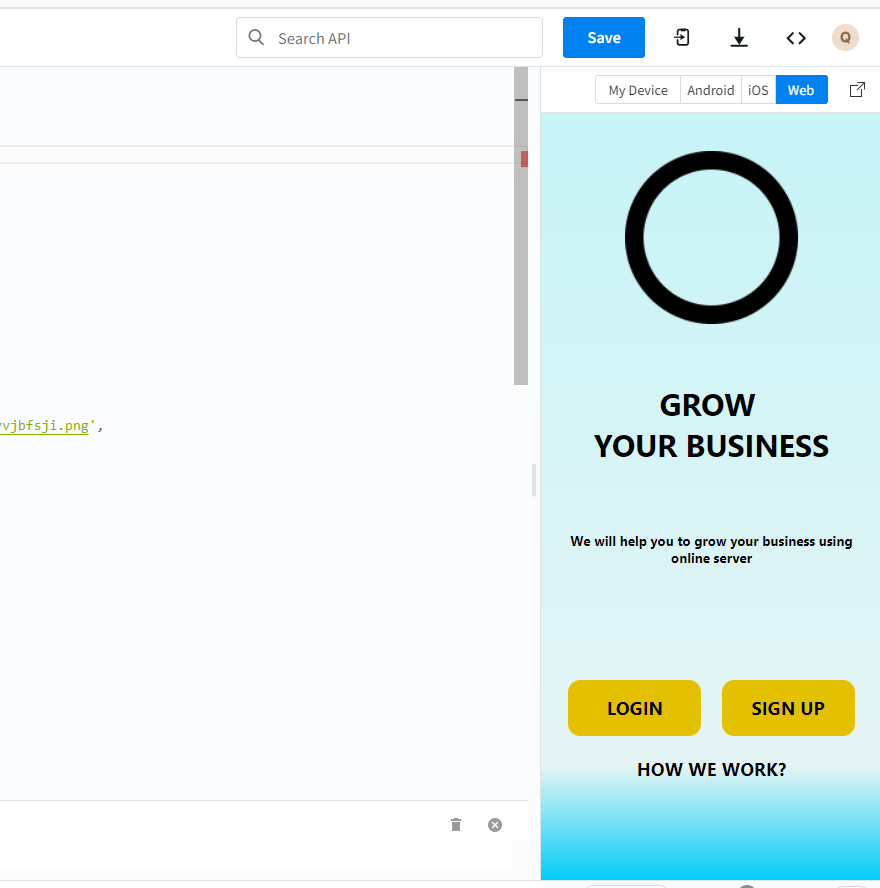 Search API
Save
Q
My Device
Android
iOS
Web
jbfsji.png',
GROW
YOUR BUSINESS
We will help you to grow your business using
online server
LOGIN
SIGN UP
HOW WE WORK?